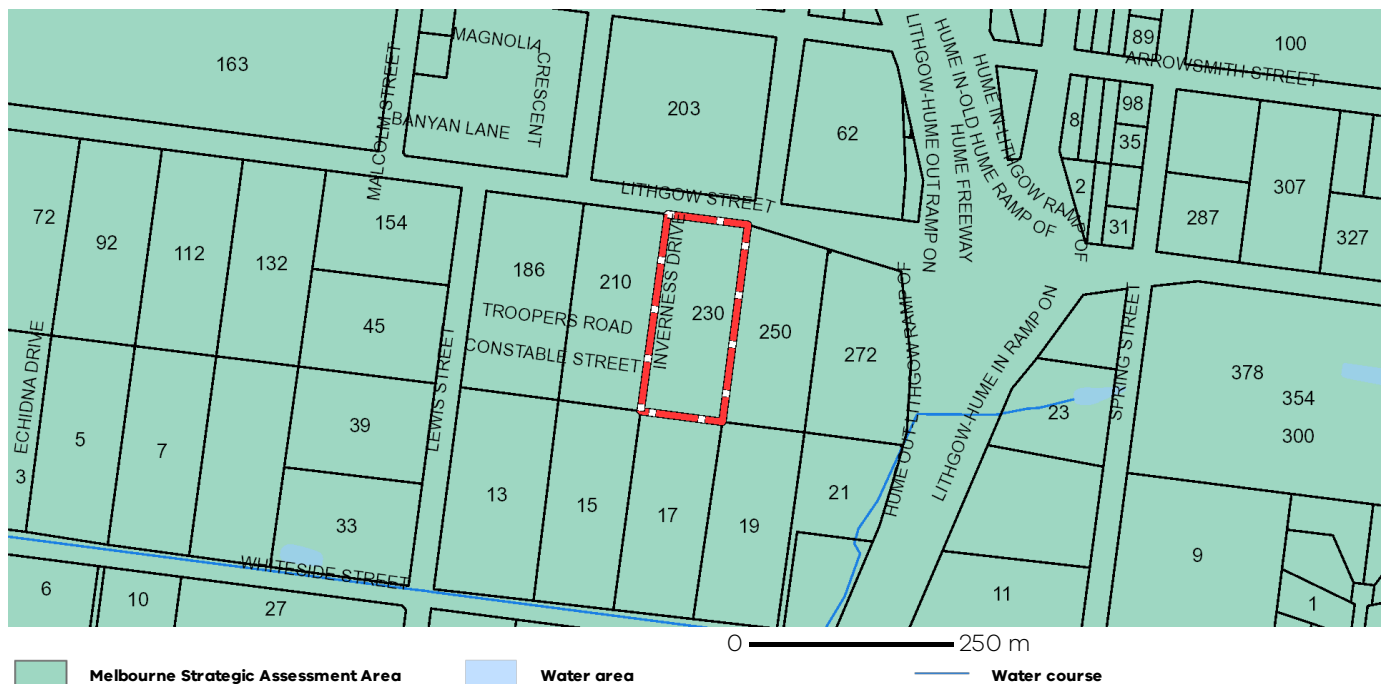 163
MAGNOLIA
CRESCENT
MALCOLM STREET
BANYAN LANE
203
62
LITHGOW-HUME OUT RAMP ON
HUME IN-OLD HUME RAMP OF
HUME IN-LITHGOW RAMP OF
HUME FREEWAY
89
100
ARROWSMITH STREET
8
98
35
2
31
287
307
327
LITHGOW STREET
72
92
112
132
154
45
186
210
INVERNESS DRIVE
230
250
272
TROOPERS ROAD
CONSTABLE STREET
HUME OUT LITHGOW RAMP OF
LITHGOW-HUME IN RAMP ON
SPRING STREET
378
354
300
23
ECHIDNA DRIVE
LEWIS STREET
3
5
7
39
33
13
15
17
19
21
9
11
1
WHITESIDE STREET
6
10
27
0 250 m
Melbourne Strategic Assessment Area
Water area
Water course